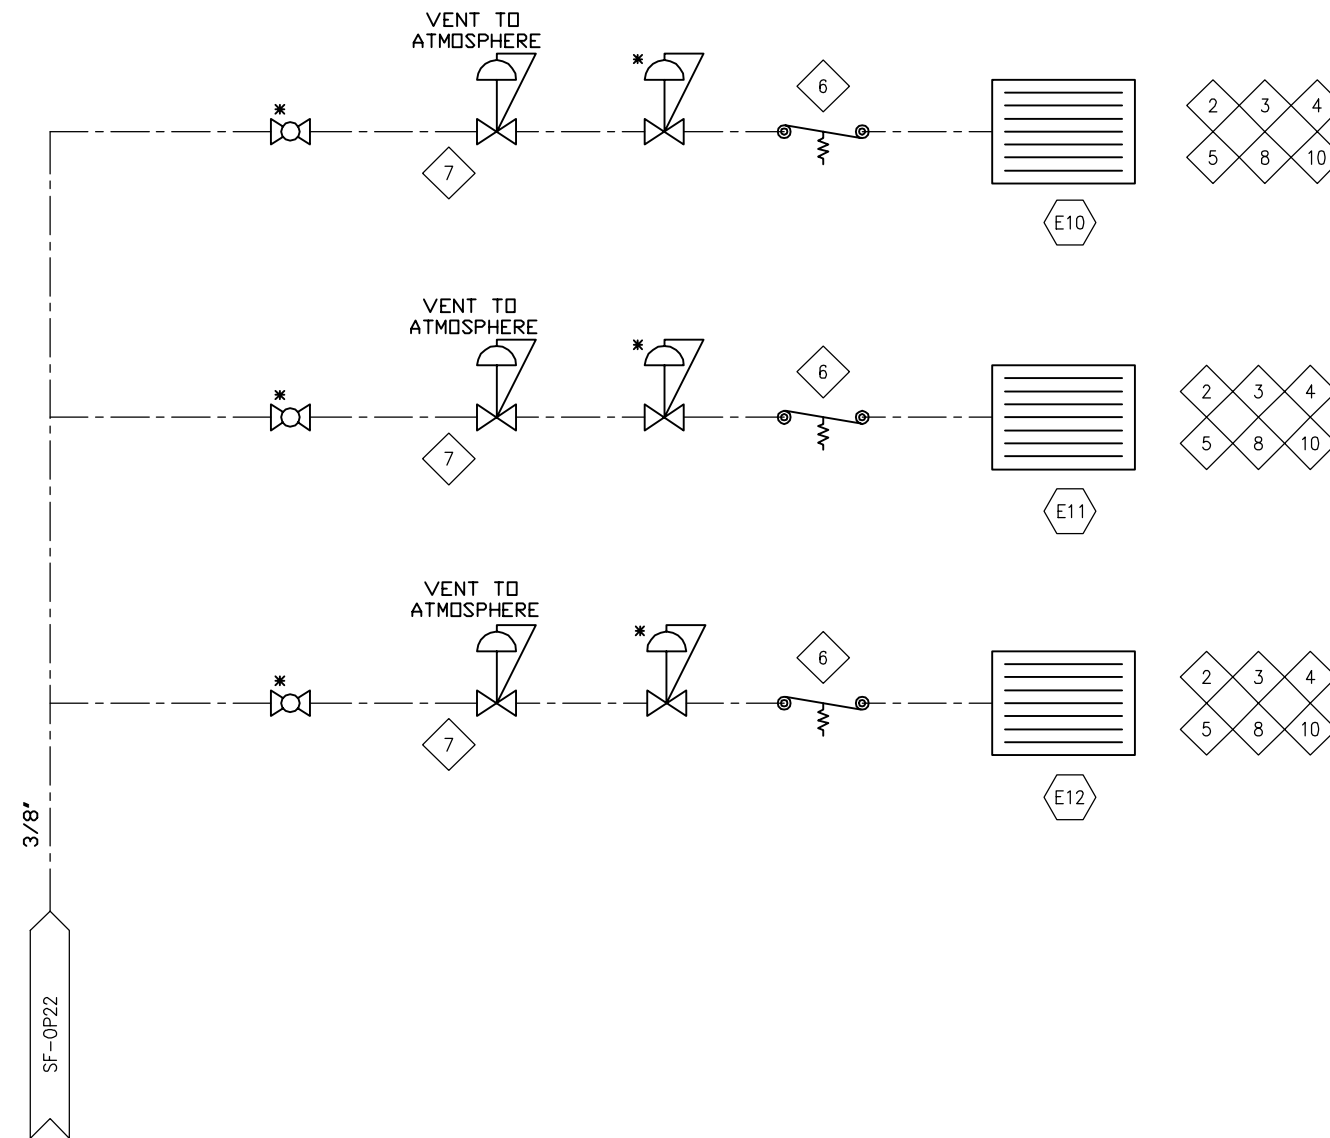 VENT TO
ATMOSPHERE
*
*
6
2 3 4
5 8 10
7
E10
VENT TO
ATMOSPHERE
*
*
6
2 3 4
5 8 10
7
E11
VENT TO
ATMOSPHERE
*
*
6
2 3 4
5 8 10
7
E12
3/8"
SF-OP22